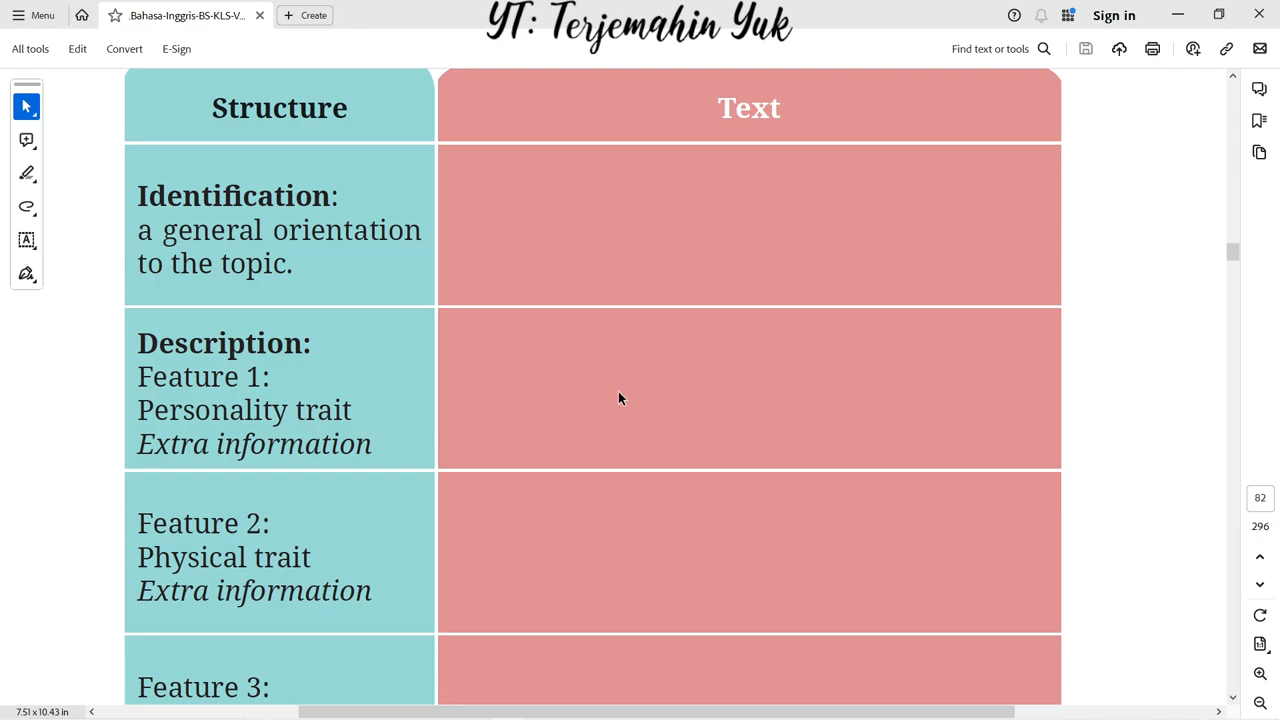 Menu
.Bahasa-Inggris-BS-KLS-V...
Create
YT: Terjemahin Yuk
Sign in
All tools
Edit
Convert
E-Sign
Find text or tools
Structure
Text
Identification:
a general orientation
to the topic.
Description:
Feature 1:
Personality trait
Extra information
Feature 2:
Physical trait
Extra information
Feature 3:
82
296
7.51 x 10.43 in